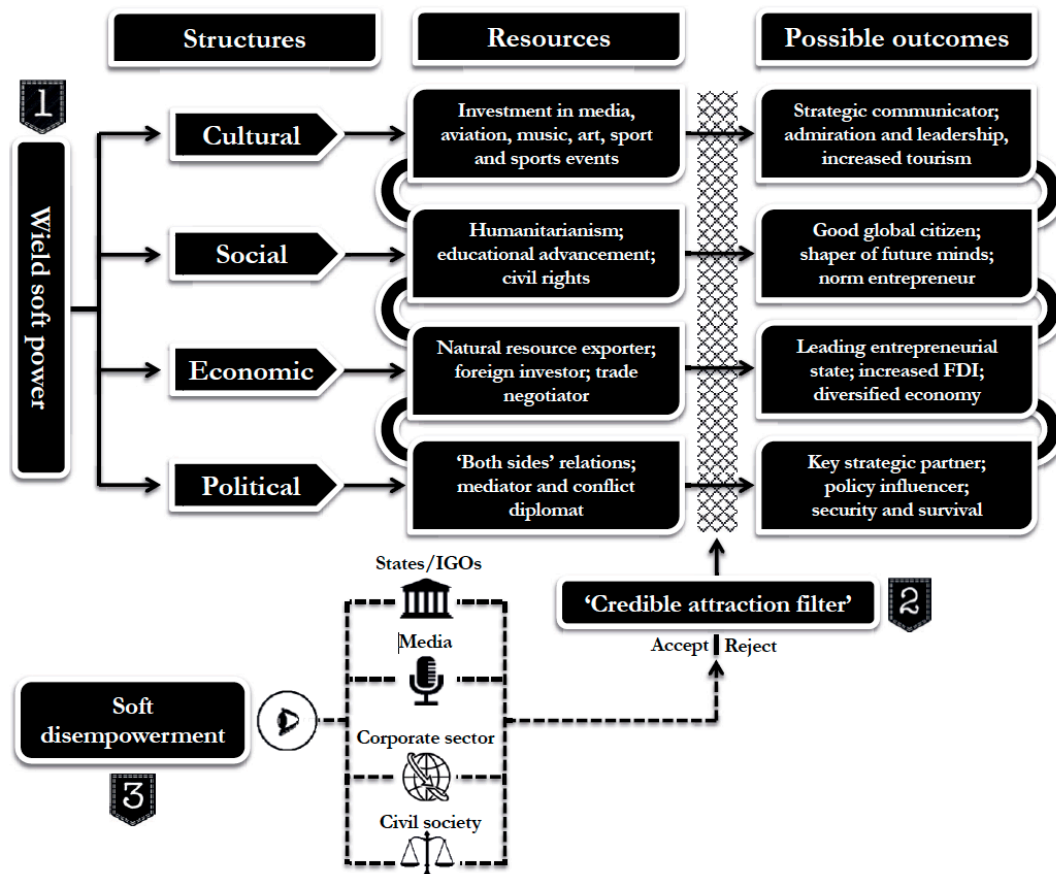 Structures
Resources
Possible outcomes
1
Wield soft power
Cultural
Investment in media,
aviation, music, art, sport
and sports events
Strategic communicator;
admiration and leadership,
increased tourism
Social
Humanitarianism;
educational advancement;
civil rights
Good global citizen;
shaper of future minds;
norm entrepreneur
Economic
Natural resource exporter;
foreign investor; trade
negotiator
Leading entrepreneurial
state; increased FDI;
diversified economy
Political
‘Both sides’ relations;
mediator and conflict
diplomat
Key strategic partner;
policy influencer;
security and survival
States/IGOs
‘Credible attraction filter’
2
Media
Accept
Reject
Soft
disempowerment
3
Corporate sector
Civil society